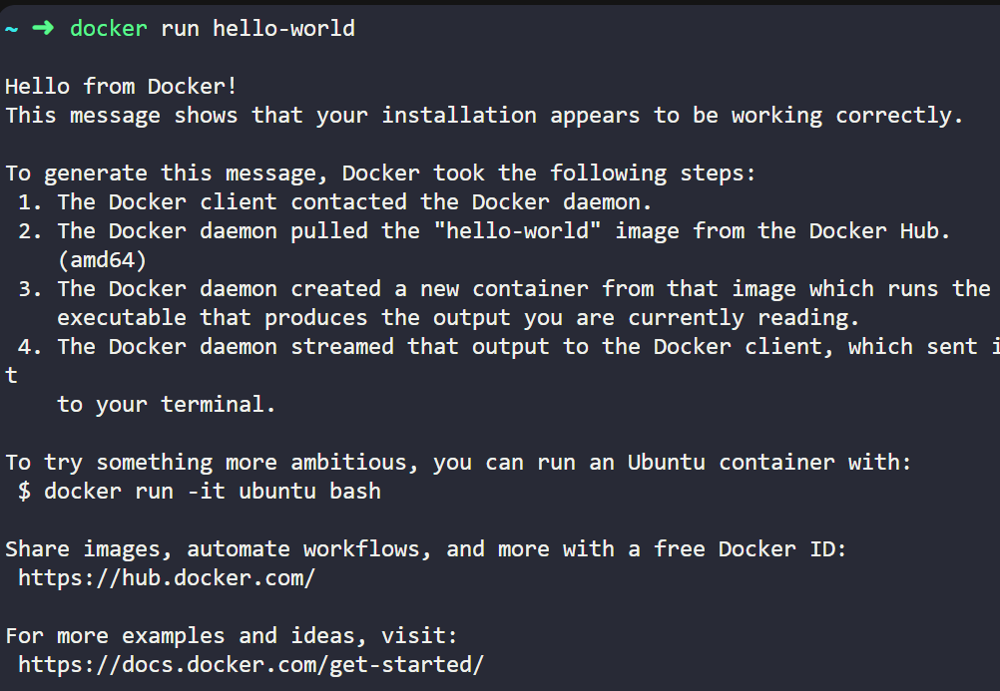 ~ ➜ docker run hello-world

Hello from Docker!
This message shows that your installation appears to be working correctly.

To generate this message, Docker took the following steps:
 1. The Docker client contacted the Docker daemon.
 2. The Docker daemon pulled the "hello-world" image from the Docker Hub.
    (amd64)
 3. The Docker daemon created a new container from that image which runs the
    executable that produces the output you are currently reading.
 4. The Docker daemon streamed that output to the Docker client, which sent i
t
    to your terminal.

To try something more ambitious, you can run an Ubuntu container with:
 $ docker run -it ubuntu bash

Share images, automate workflows, and more with a free Docker ID:
 https://hub.docker.com/

For more examples and ideas, visit:
 https://docs.docker.com/get-started/